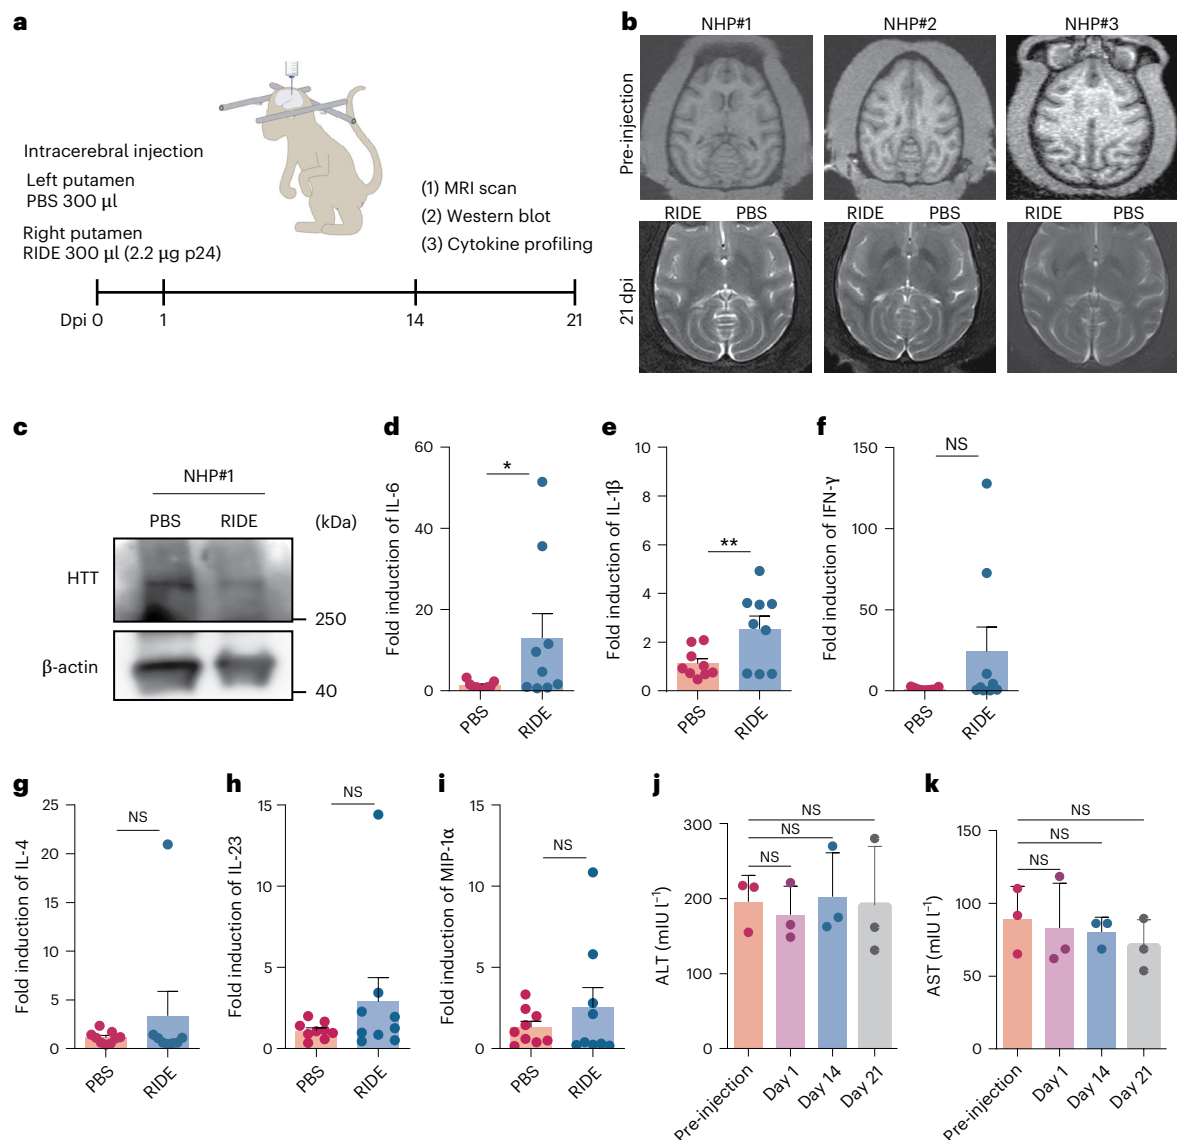 a
Intracerebral injection
Left putamen
PBS 300 µl
Right putamen
RIDE 300 µl (2.2 µg p24)
(1) MRI scan
(2) Western blot
(3) Cytokine profiling
Dpi 0 1 14 21
b
NHP#1 NHP#2 NHP#3
Pre-injection
RIDE PBS RIDE PBS RIDE PBS
21 dpi
c
NHP#1
PBS RIDE (kDa)
HTT
250
β-actin
40
d
Fold induction of IL-6
60
40
20
0
*
PBS RIDE
e
Fold induction of IL-1β
10
8
6
4
2
0
**
PBS RIDE
f
Fold induction of IFN-γ
150
100
50
0
NS
PBS RIDE
g
Fold induction of IL-4
25
20
15
10
5
0
NS
PBS RIDE
h
Fold induction of IL-23
15
10
5
0
NS
PBS RIDE
i
Fold induction of MIP-1α
15
10
5
0
NS
PBS RIDE
j
ALT (mIU l⁻¹)
300
200
100
0
NS
NS
NS
Pre-injection Day 1 Day 14 Day 21
k
AST (mIU l⁻¹)
150
100
50
0
NS
NS
NS
Pre-injection Day 1 Day 14 Day 21